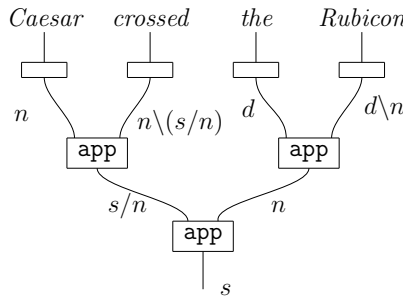 Caesar crossed the Rubicon
n n\(s/n) d d\n
app app
s/n n
app
s